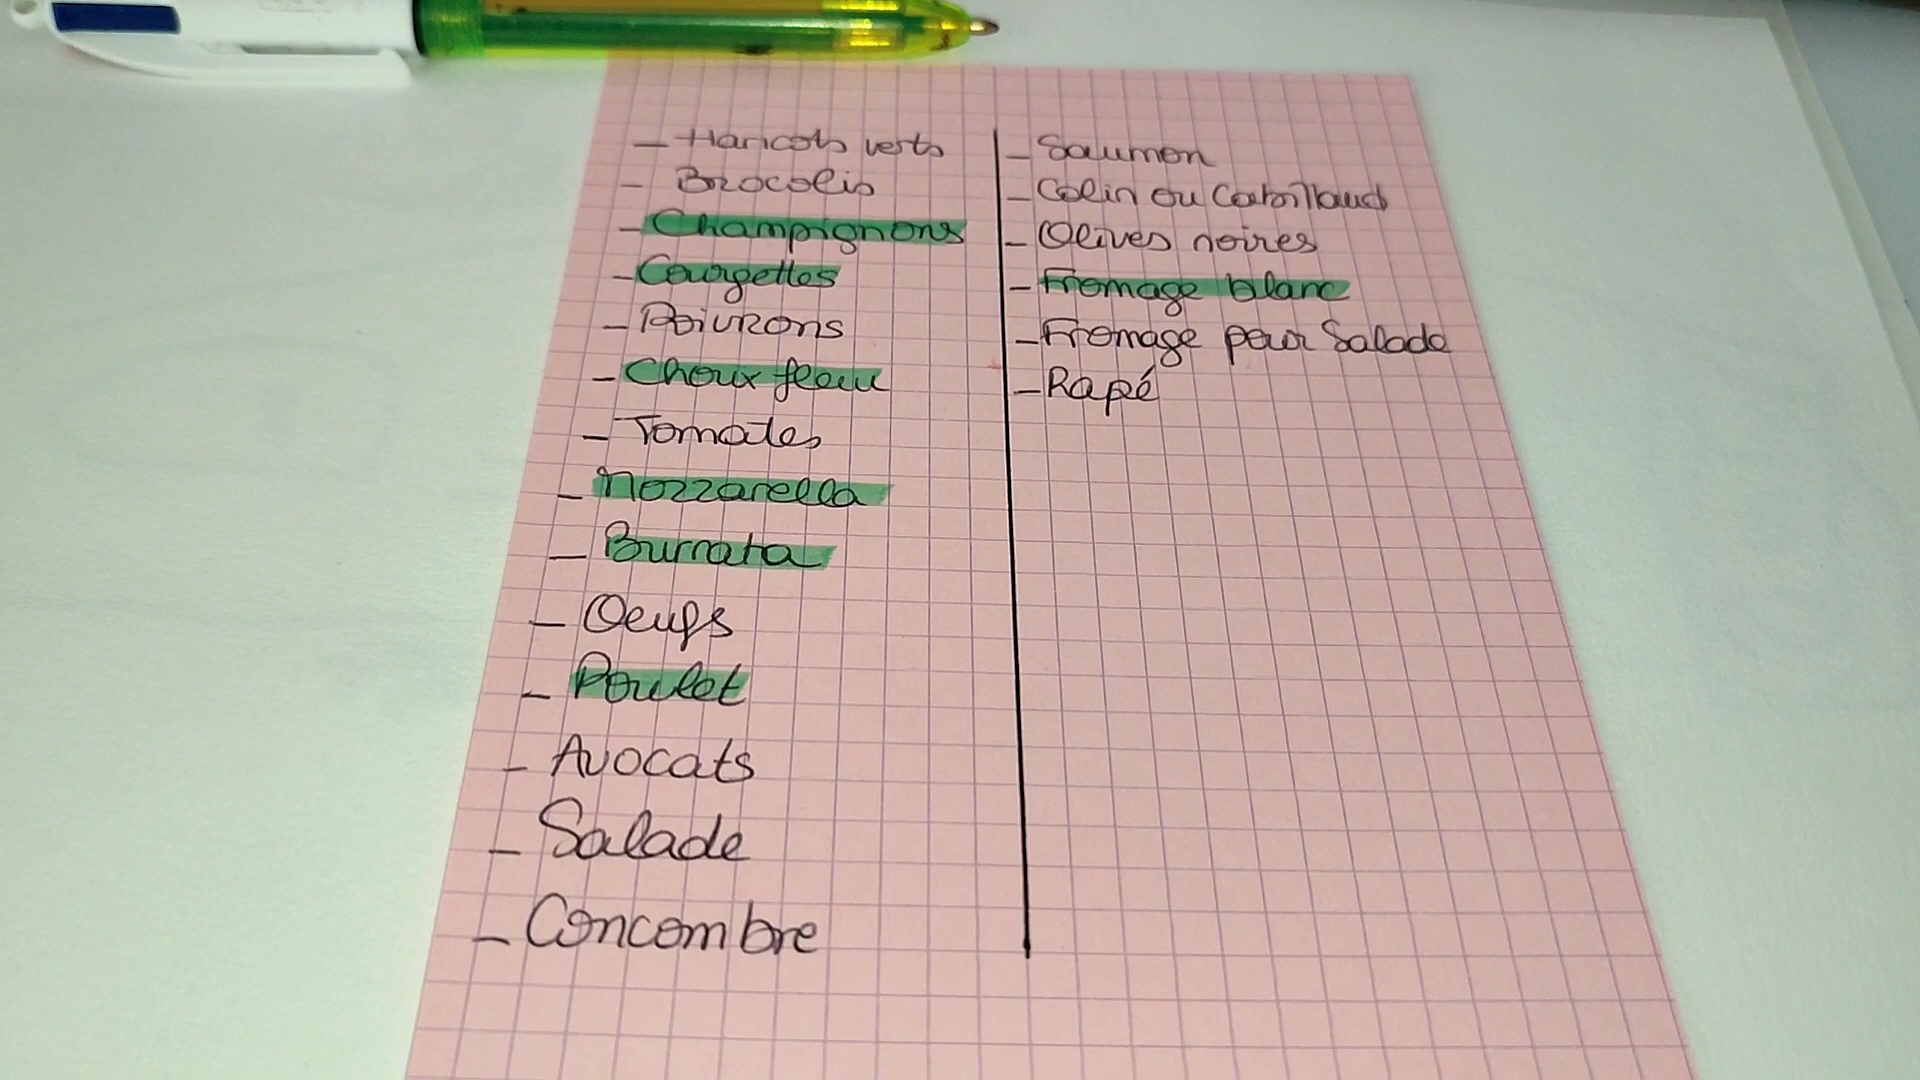 - Haricots verts
- Brocolis
- Champignons
- Courgettes
- Poivrons
- Choux fleau
- Tomates
- Mozzarella
- Burrata
- Oeufs
- Poulet
- Avocats
- Salade
- Concombre
- Saumon
- Colin ou Cabillaud
- Olives noires
- Fromage blanc
- Fromage pour Salade
- Rapé